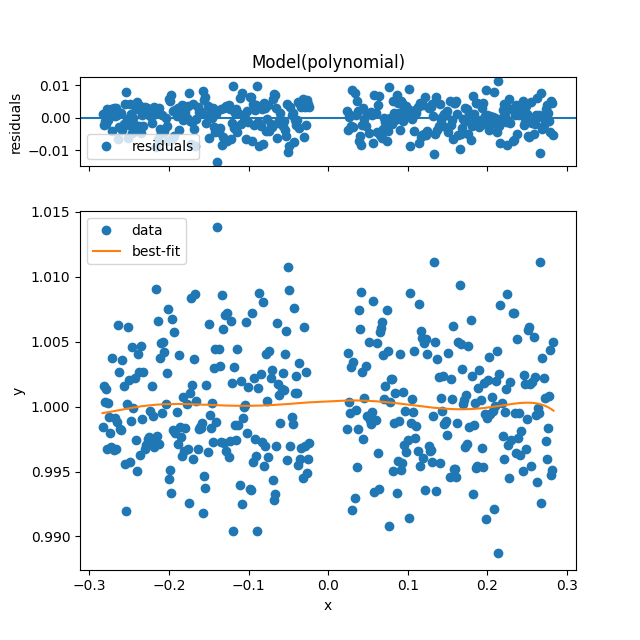 Model(polynomial)
0.01
0.00
−0.01
residuals
residuals
1.015
1.010
1.005
1.000
0.995
0.990
y
data
best-fit
−0.3 −0.2 −0.1 0.0 0.1 0.2 0.3
x